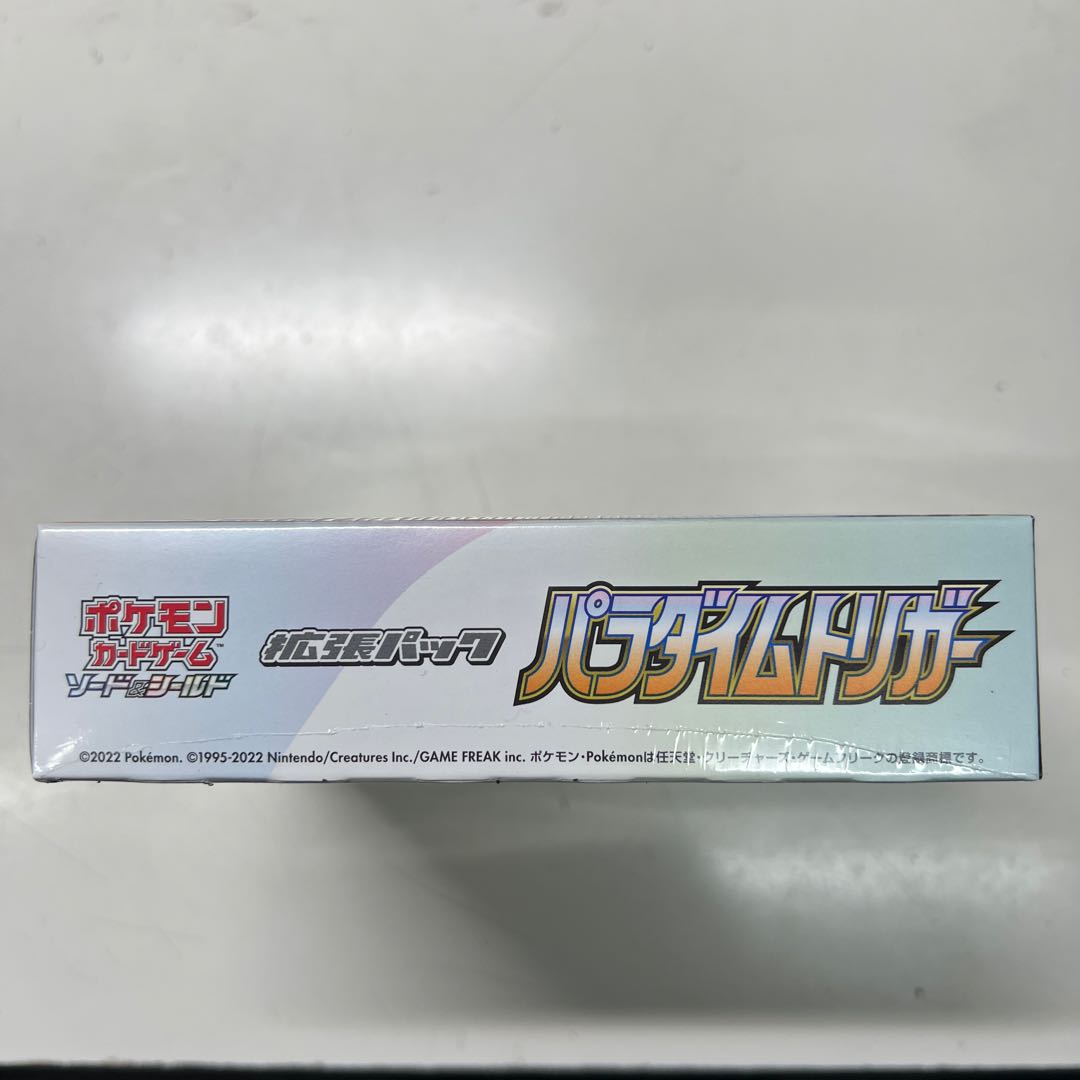 ポケモン
カードゲーム™
ソード&シールド
拡張パック
パラダイムトリガー
©2022 Pokémon. ©1995-2022 Nintendo/Creatures Inc./GAME FREAK inc. ポケモン・Pokémonは任天堂・クリーチャーズ・ゲームフリークの登録商標です。